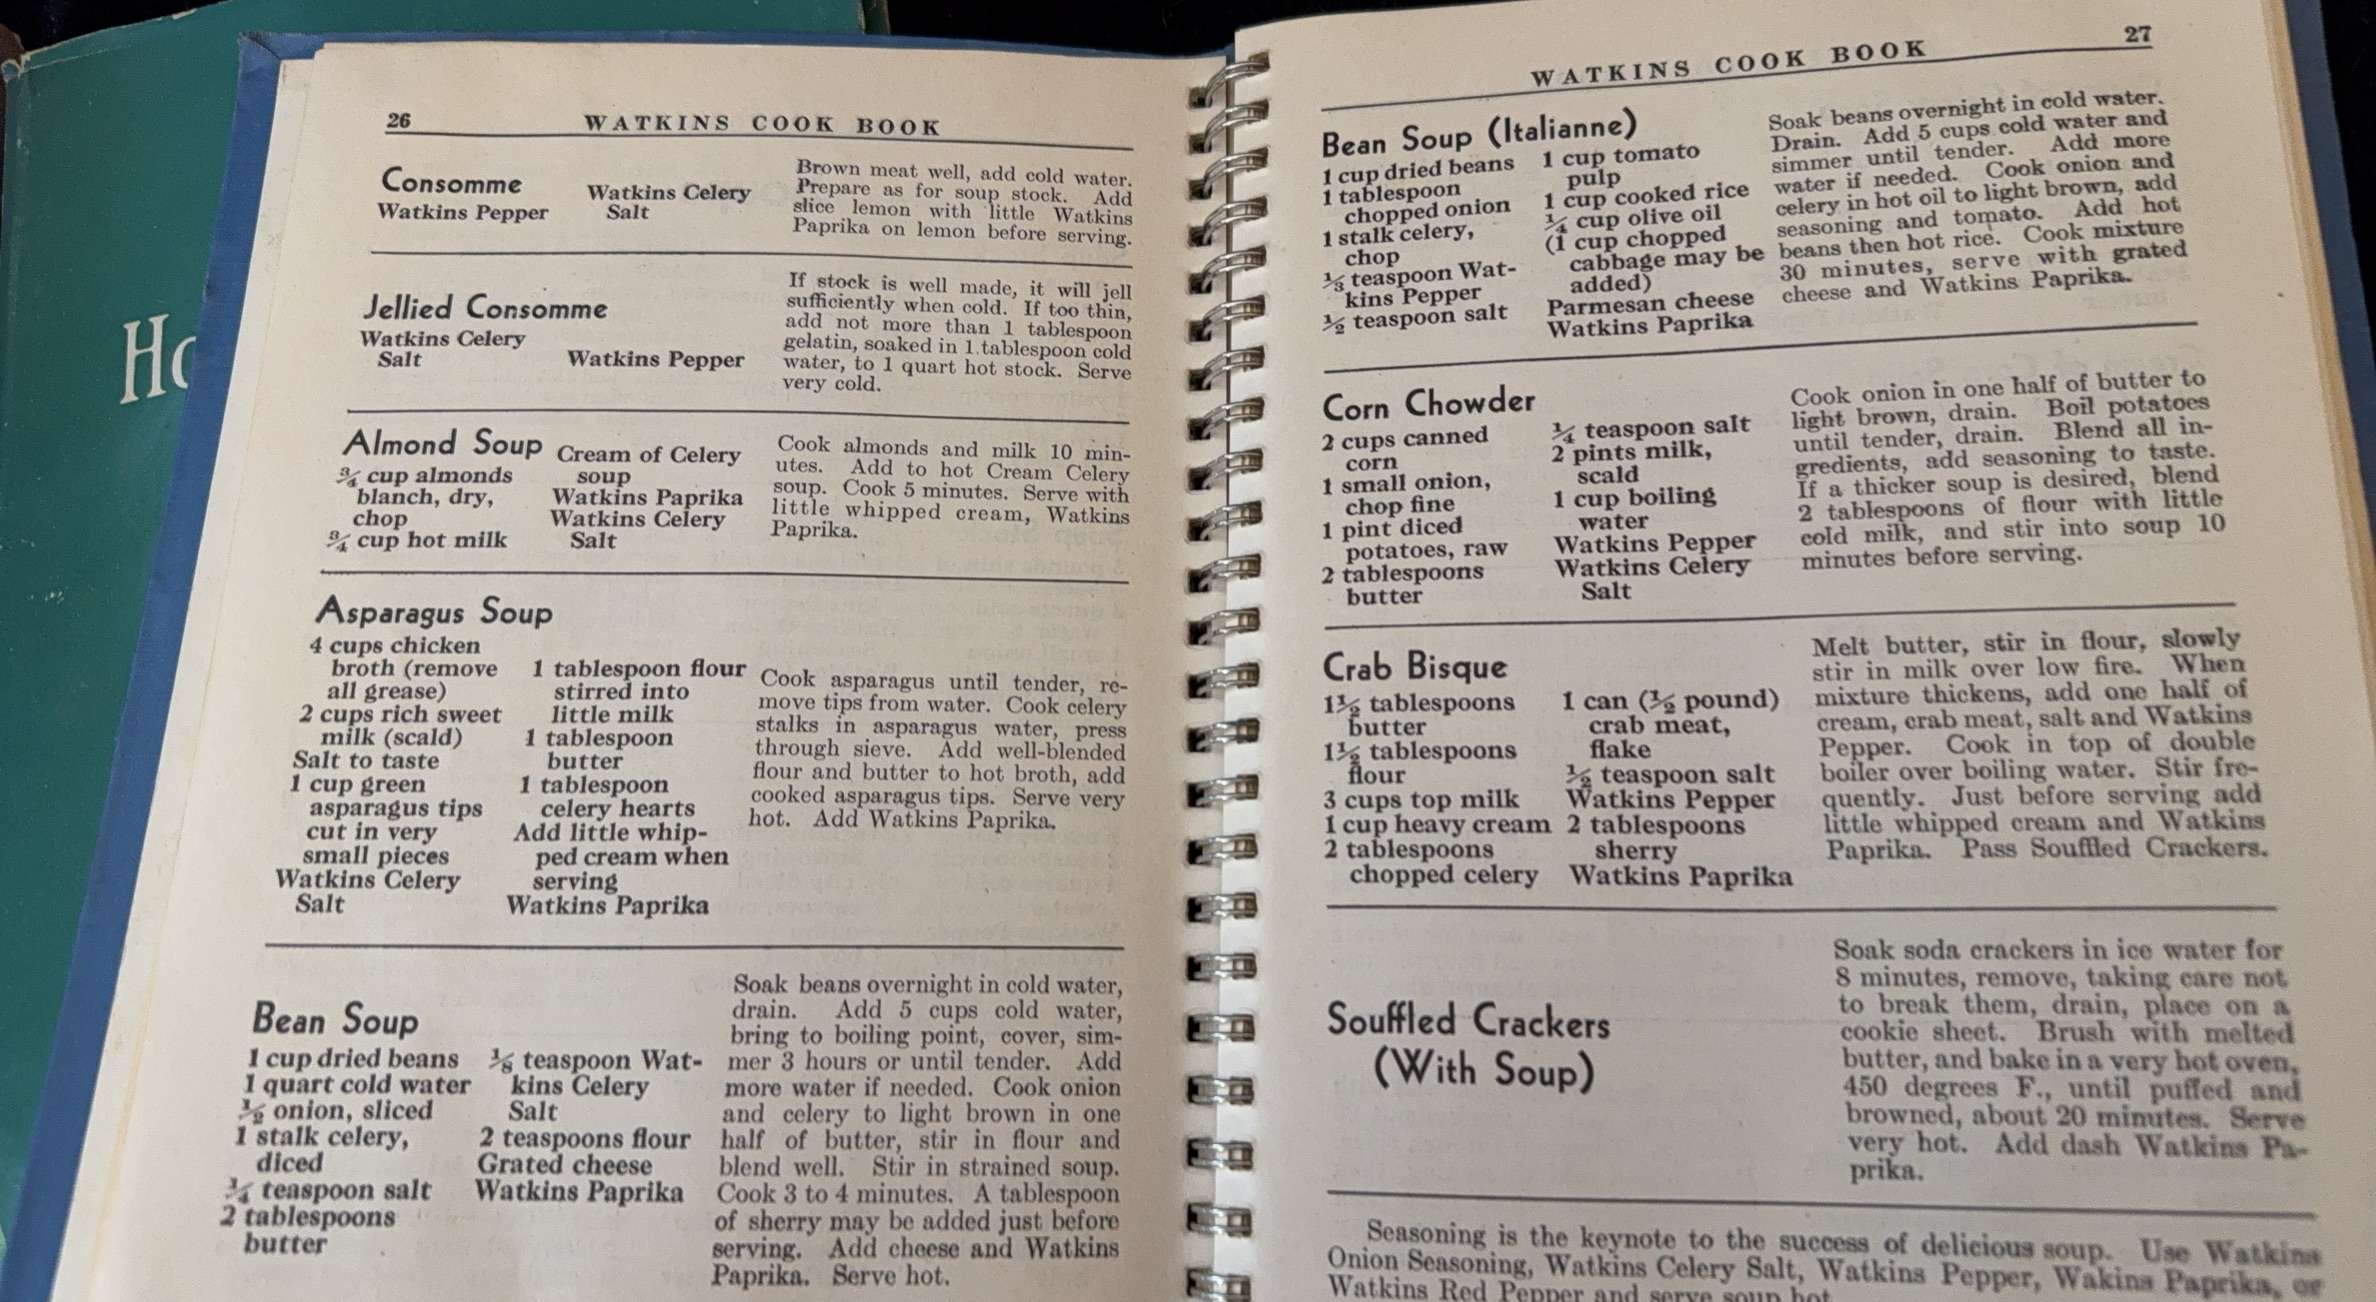 Ho
26
WATKINS COOK BOOK
Consomme
Watkins Pepper
Watkins Celery
Salt
Brown meat well, add cold water.
Prepare as for soup stock. Add
slice lemon with little Watkins
Paprika on lemon before serving.
Jellied Consomme
Watkins Celery
Salt
Watkins Pepper
If stock is well made, it will jell
sufficiently when cold. If too thin,
add not more than 1 tablespoon
gelatin, soaked in 1 tablespoon cold
water, to 1 quart hot stock. Serve
very cold.
Almond Soup
¾ cup almonds
blanch, dry,
chop
¾ cup hot milk
Cream of Celery
soup
Watkins Paprika
Watkins Celery
Salt
Cook almonds and milk 10 min-
utes. Add to hot Cream Celery
soup. Cook 5 minutes. Serve with
little whipped cream, Watkins
Paprika.
Asparagus Soup
4 cups chicken
broth (remove
all grease)
2 cups rich sweet
milk (scald)
Salt to taste
1 cup green
asparagus tips
cut in very
small pieces
Watkins Celery
Salt
1 tablespoon flour
stirred into
little milk
1 tablespoon
butter
1 tablespoon
celery hearts
Add little whip-
ped cream when
serving
Watkins Paprika
Cook asparagus until tender, re-
move tips from water. Cook celery
stalks in asparagus water, press
through sieve. Add well-blended
flour and butter to hot broth, add
cooked asparagus tips. Serve very
hot. Add Watkins Paprika.
Bean Soup
1 cup dried beans
1 quart cold water
½ onion, sliced
1 stalk celery,
diced
¼ teaspoon salt
2 tablespoons
butter
⅛ teaspoon Wat-
kins Celery
Salt
2 teaspoons flour
Grated cheese
Watkins Paprika
Soak beans overnight in cold water,
drain. Add 5 cups cold water,
bring to boiling point, cover, sim-
mer 3 hours or until tender. Add
more water if needed. Cook onion
and celery to light brown in one
half of butter, stir in flour and
blend well. Stir in strained soup.
Cook 3 to 4 minutes. A tablespoon
of sherry may be added just before
serving. Add cheese and Watkins
Paprika. Serve hot.
WATKINS COOK BOOK
27
Bean Soup (Italianne)
1 cup dried beans
1 tablespoon
chopped onion
1 stalk celery,
chop
⅛ teaspoon Wat-
kins Pepper
½ teaspoon salt
1 cup tomato
pulp
1 cup cooked rice
¼ cup olive oil
(1 cup chopped
cabbage may be
added)
Parmesan cheese
Watkins Paprika
Soak beans overnight in cold water.
Drain. Add 5 cups cold water and
simmer until tender. Add more
water if needed. Cook onion and
celery in hot oil to light brown, add
seasoning and tomato. Add hot
beans then hot rice. Cook mixture
30 minutes, serve with grated
cheese and Watkins Paprika.
Corn Chowder
2 cups canned
corn
1 small onion,
chop fine
1 pint diced
potatoes, raw
2 tablespoons
butter
¼ teaspoon salt
2 pints milk,
scald
1 cup boiling
water
Watkins Pepper
Watkins Celery
Salt
Cook onion in one half of butter to
light brown, drain. Boil potatoes
until tender, drain. Blend all in-
gredients, add seasoning to taste.
If a thicker soup is desired, blend
2 tablespoons of flour with little
cold milk, and stir into soup 10
minutes before serving.
Crab Bisque
1½ tablespoons
butter
1½ tablespoons
flour
3 cups top milk
1 cup heavy cream
2 tablespoons
chopped celery
1 can (½ pound)
crab meat,
flake
½ teaspoon salt
Watkins Pepper
2 tablespoons
sherry
Watkins Paprika
Melt butter, stir in flour, slowly
stir in milk over low fire. When
mixture thickens, add one half of
cream, crab meat, salt and Watkins
Pepper. Cook in top of double
boiler over boiling water. Stir fre-
quently. Just before serving add
little whipped cream and Watkins
Paprika. Pass Souffled Crackers.
Souffled Crackers
(With Soup)
Soak soda crackers in ice water for
8 minutes, remove, taking care not
to break them, drain, place on a
cookie sheet. Brush with melted
butter, and bake in a very hot oven,
450 degrees F., until puffed and
browned, about 20 minutes. Serve
very hot. Add dash Watkins Pa-
prika.
Seasoning is the keynote to the success of delicious soup. Use Watkins
Onion Seasoning, Watkins Celery Salt, Watkins Pepper, Wakins Paprika, or
Watkins Red Pepper and serve soup hot.